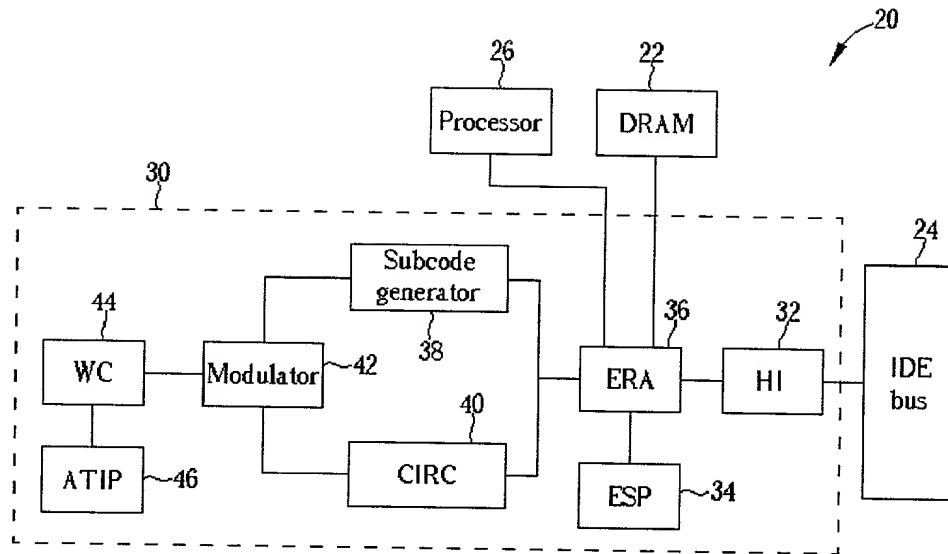 20
26
22
Processor
DRAM
30
24
Subcode
generator
38
44
36
32
WC
Modulator
42
ERA
HI
IDE
bus
40
ATIP
46
CIRC
ESP
34